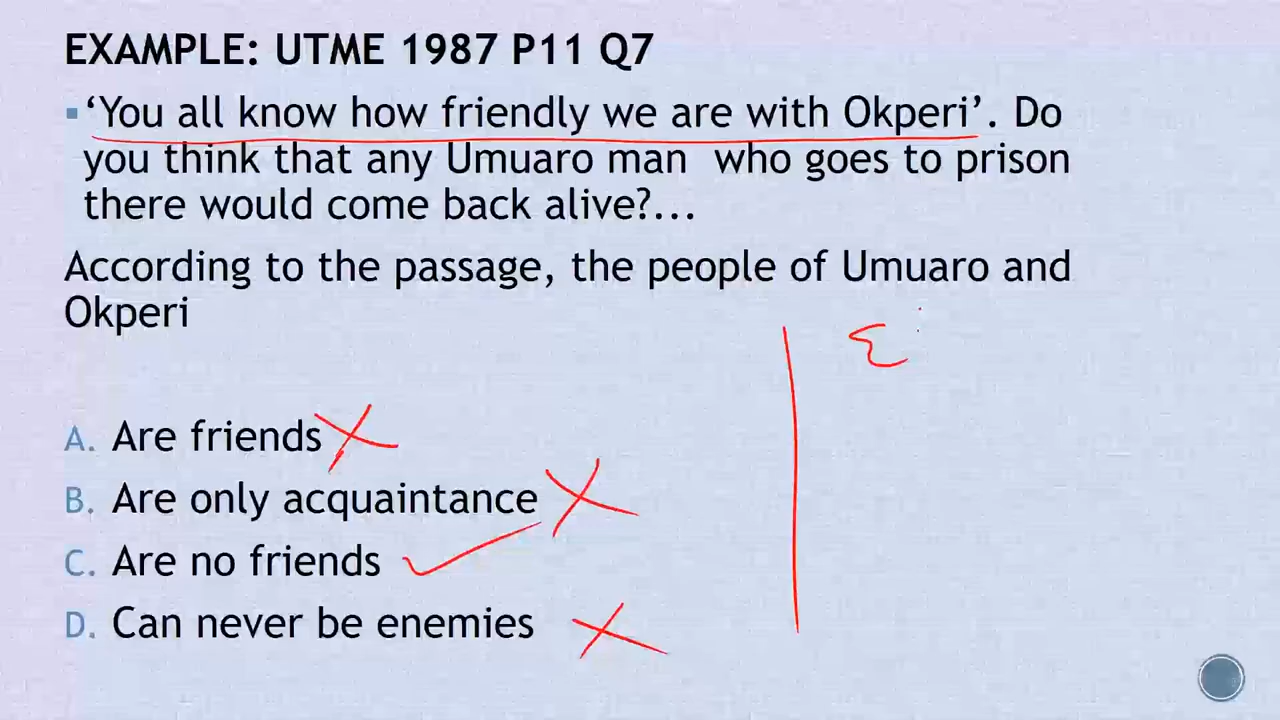 EXAMPLE: UTME 1987 P11 Q7
‘You all know how friendly we are with Okperi’. Do
you think that any Umuaro man who goes to prison
there would come back alive?...
According to the passage, the people of Umuaro and
Okperi
A. Are friends
B. Are only acquaintance
C. Are no friends
D. Can never be enemies